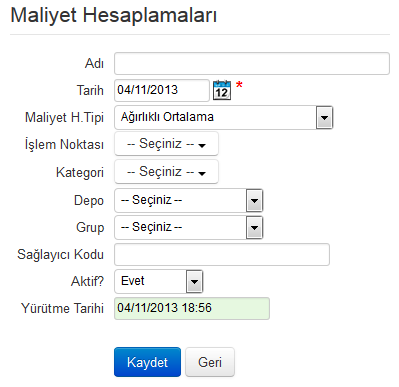 Maliyet Hesaplamaları
Adı
Tarih 04/11/2013 12 *
Maliyet H.Tipi Ağırlıklı Ortalama
İşlem Noktası -- Seçiniz --
Kategori -- Seçiniz --
Depo -- Seçiniz --
Grup -- Seçiniz --
Sağlayıcı Kodu
Aktif? Evet
Yürütme Tarihi 04/11/2013 18:56
Kaydet Geri